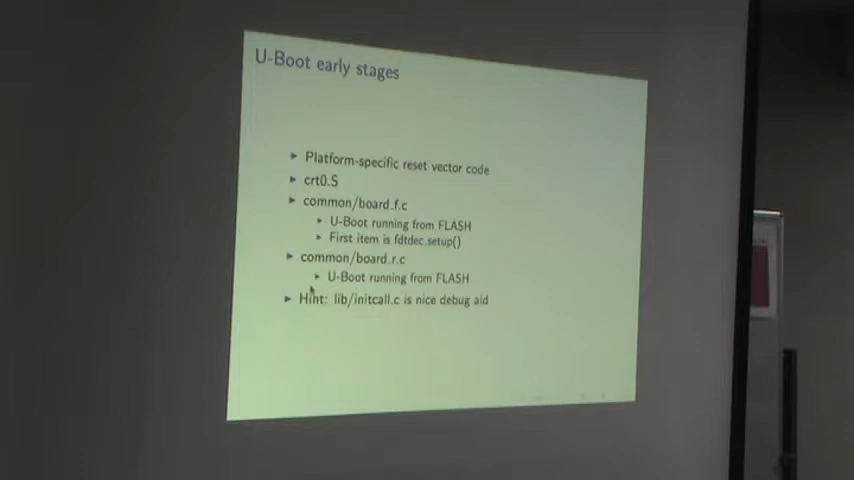 U-Boot early stages
Platform-specific reset vector code
crt0.S
common/board_f.c
U-Boot running from FLASH
First item is fdtdec_setup()
common/board_r.c
U-Boot running from FLASH
Hint: lib/initcall.c is nice debug aid